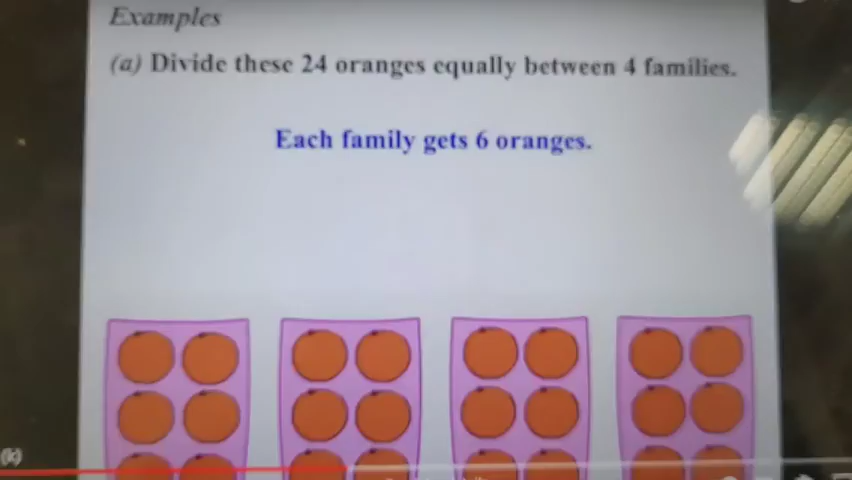 Examples
(a) Divide these 24 oranges equally between 4 families.
Each family gets 6 oranges.
(k)